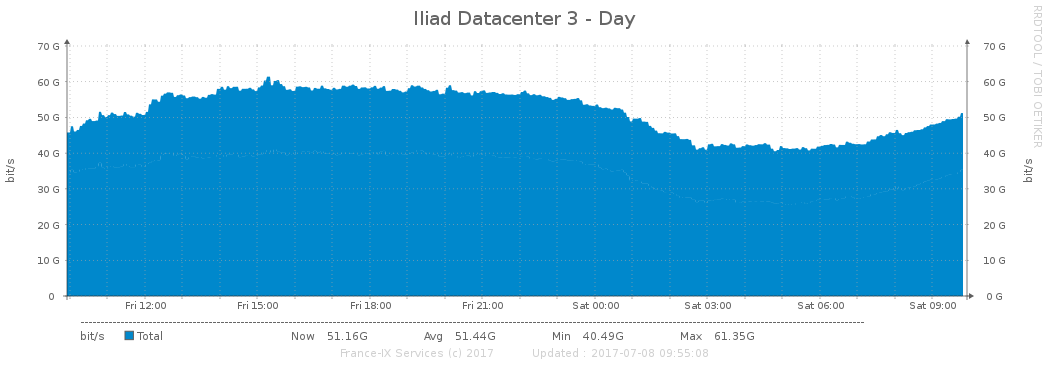 Iliad Datacenter 3 - Day
RRDTOOL / TOBI OETIKER
bit/s
bit/s
70 G 70 G
60 G 60 G
50 G 50 G
40 G 40 G
30 G 30 G
20 G 20 G
10 G 10 G
0 0 G
Fri 12:00 Fri 15:00 Fri 18:00 Fri 21:00 Sat 00:00 Sat 03:00 Sat 06:00 Sat 09:00
bit/s Total Now 51.16G Avg 51.44G Min 40.49G Max 61.35G
France-IX Services (c) 2017 Updated : 2017-07-08 09:55:08